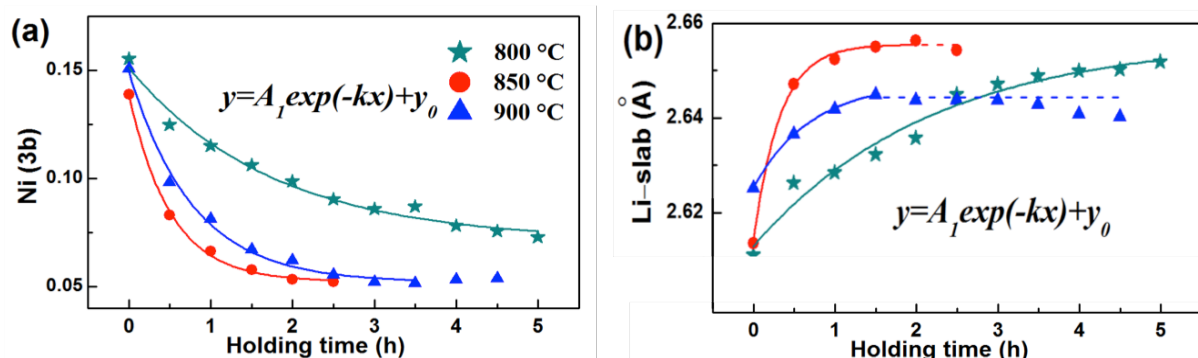 (a)
800 °C
850 °C
900 °C
y=A₁exp(-kx)+y₀
Ni (3b)
0.15
0.10
0.05
0
1
2
3
4
5
Holding time (h)
(b)
y=A₁exp(-kx)+y₀
Li–slab (Å)
2.66
2.64
2.62
0
1
2
3
4
5
Holding time (h)